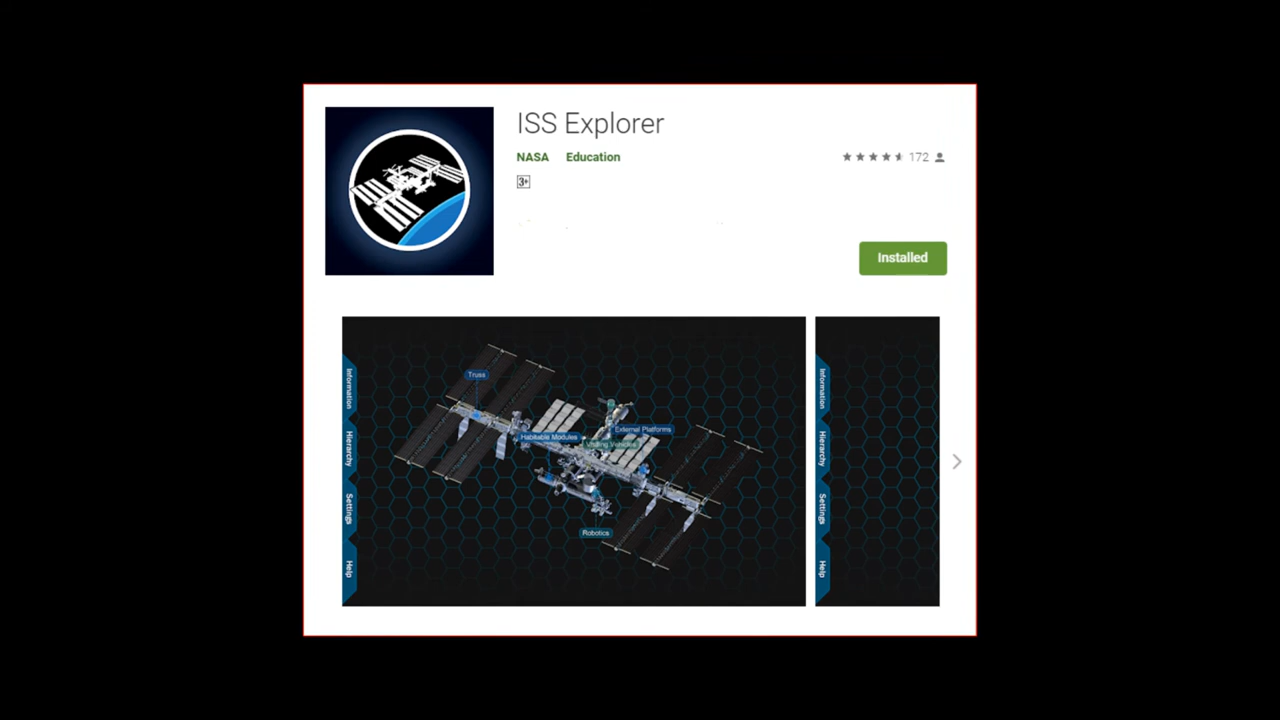 ISS Explorer
NASA Education
172
3+
Installed
Information
Hierarchy
Settings
Help
Truss
External Platforms
Habitable Modules
Visiting Vehicles
Robotics
Information
Hierarchy
Settings
Help